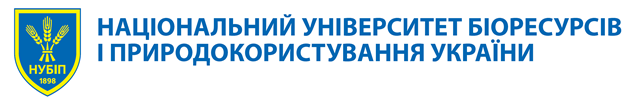 НАЦІОНАЛЬНИЙ УНІВЕРСИТЕТ БІОРЕСУРСІВ
І ПРИРОДОКОРИСТУВАННЯ УКРАЇНИ
НУБІП
1898